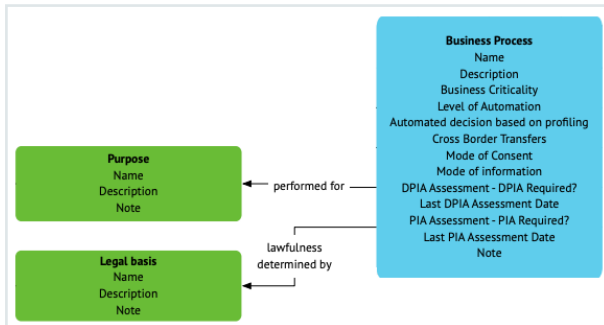 Business Process
Name
Description
Business Criticality
Level of Automation
Automated decision based on profiling
Cross Border Transfers
Mode of Consent
Mode of information
DPIA Assessment - DPIA Required?
Last DPIA Assessment Date
PIA Assessment - PIA Required?
Last PIA Assessment Date
Note
Purpose
Name
Description
Note
performed for
lawfulness
determined by
Legal basis
Name
Description
Note